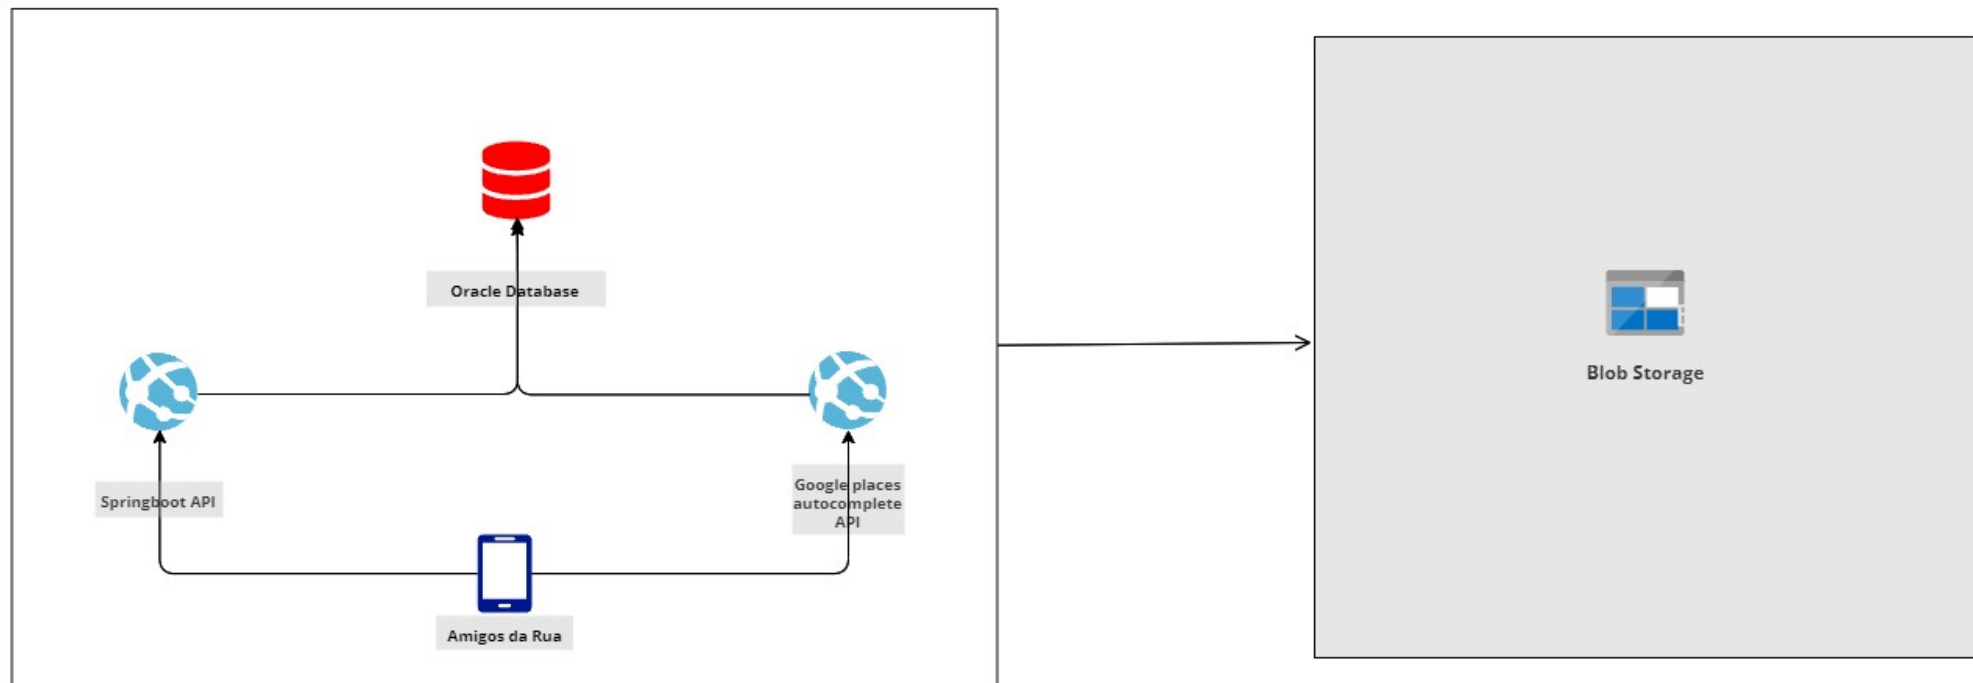 Oracle Database
Blob Storage
Springboot API
Google places
autocomplete
API
Amigos da Rua